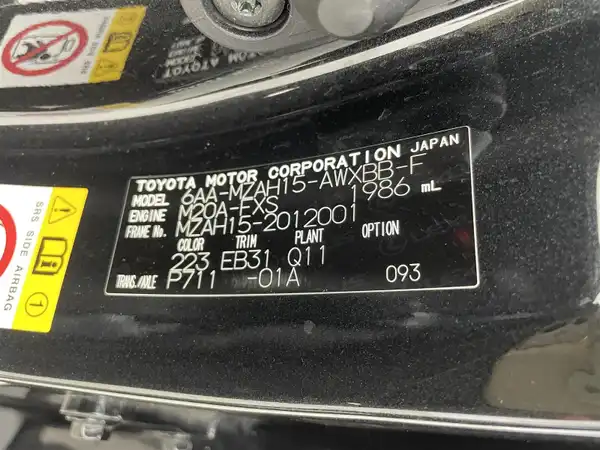 TOYOTA MOTOR CORPORATION JAPAN
MODEL 6AA-MZAH15-AWXBB-F
ENGINE M20A-FXS 1986 mL
FRAME No. MZAH15-2012001
COLOR TRIM PLANT OPTION
223 EB31 Q11
TRANS./AXLE P711 -01A 093
SRS SIDE AIRBAG
1